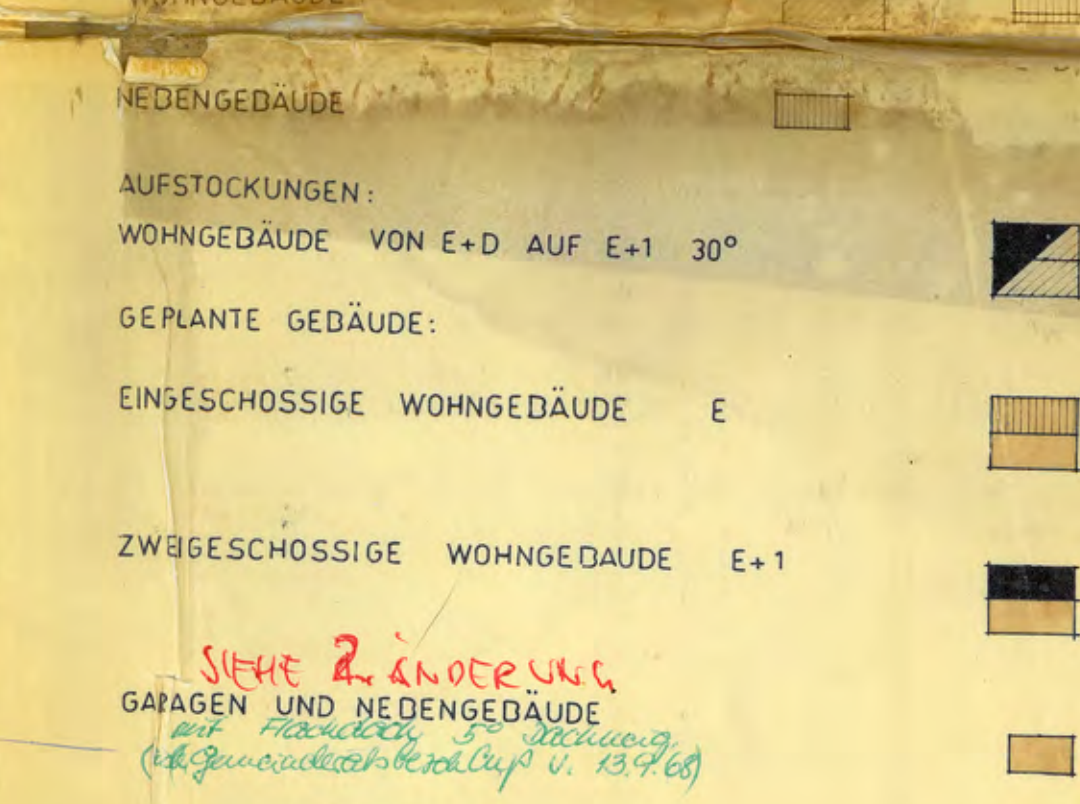 WOHNGEBÄUDE
NEBENGEBÄUDE
AUFSTOCKUNGEN:
WOHNGEBÄUDE VON E+D AUF E+1 30°
GEPLANTE GEBÄUDE:
EINGESCHOSSIGE WOHNGEBÄUDE E
ZWEIGESCHOSSIGE WOHNGEBAUDE E+1
SIEHE 2. ÄNDERUNG
GARAGEN UND NEBENGEBÄUDE
mit Flachdach 5° Dachneig.
Gemeinderatsbeschluß v. 13.9.68)